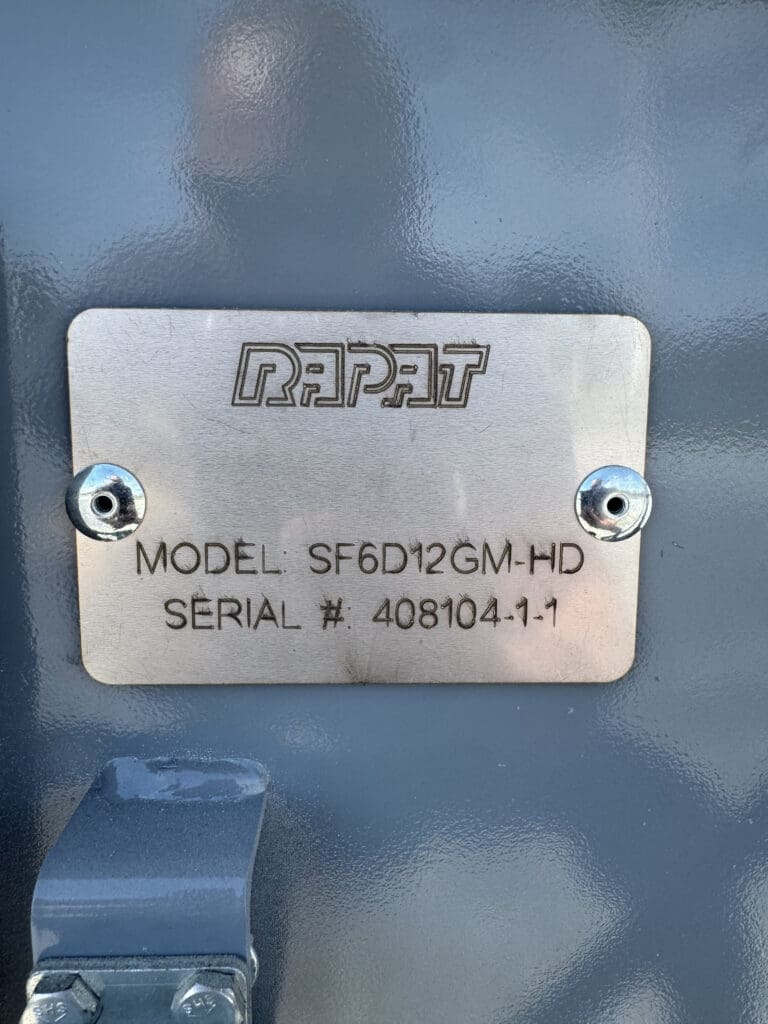 RAPAT
MODEL: SF6D12GM-HD
SERIAL #: 408104-1-1